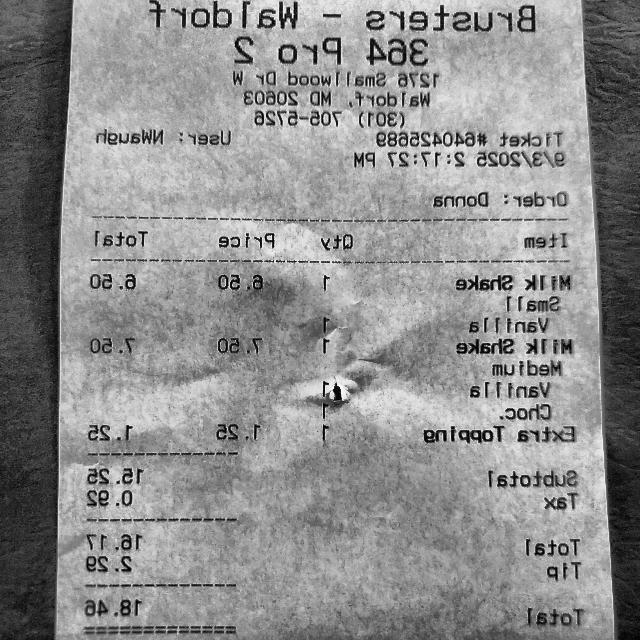 Brusters - Waldorf
364 Pro 2
1276 Smallwood Dr W
Waldorf, MD 20603
(301) 705-5726
Ticket #640425689 User: NWaugh
9/3/2025 2:17:27 PM
Order: Donna
Item Qty Price Total
Milk Shake 1 6.50 6.50
Small
Vanilla 1
Milk Shake 1 7.50 7.50
Medium
Vanilla 1
Choc. 1
Extra Topping 1 1.25 1.25
Subtotal 15.25
Tax 0.92
Total 16.17
Tip 2.29
Total 18.46